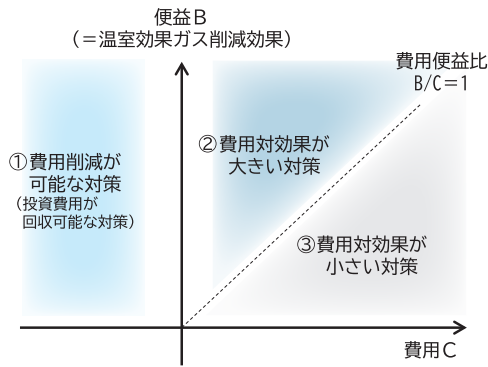 便益B
（＝温室効果ガス削減効果）
費用便益比
B/C＝1
①費用削減が
可能な対策
（投資費用が
回収可能な対策）
②費用対効果が
大きい対策
③費用対効果が
小さい対策
費用C